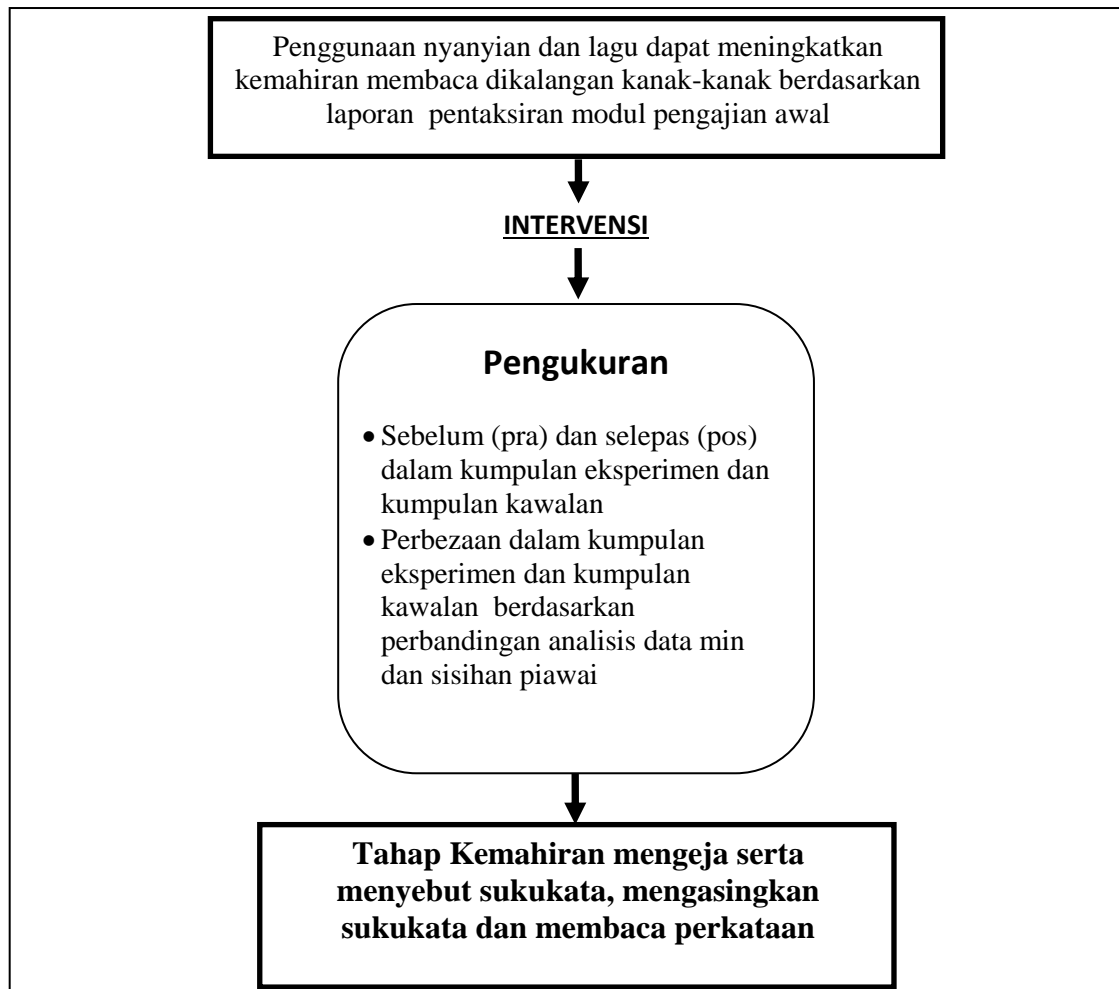 Penggunaan nyanyian dan lagu dapat meningkatkan
kemahiran membaca dikalangan kanak-kanak berdasarkan
laporan pentaksiran modul pengajian awal
INTERVENSI
Pengukuran
• Sebelum (pra) dan selepas (pos)
dalam kumpulan eksperimen dan
kumpulan kawalan
• Perbezaan dalam kumpulan
eksperimen dan kumpulan
kawalan berdasarkan
perbandingan analisis data min
dan sisihan piawai
Tahap Kemahiran mengeja serta
menyebut sukukata, mengasingkan
sukukata dan membaca perkataan